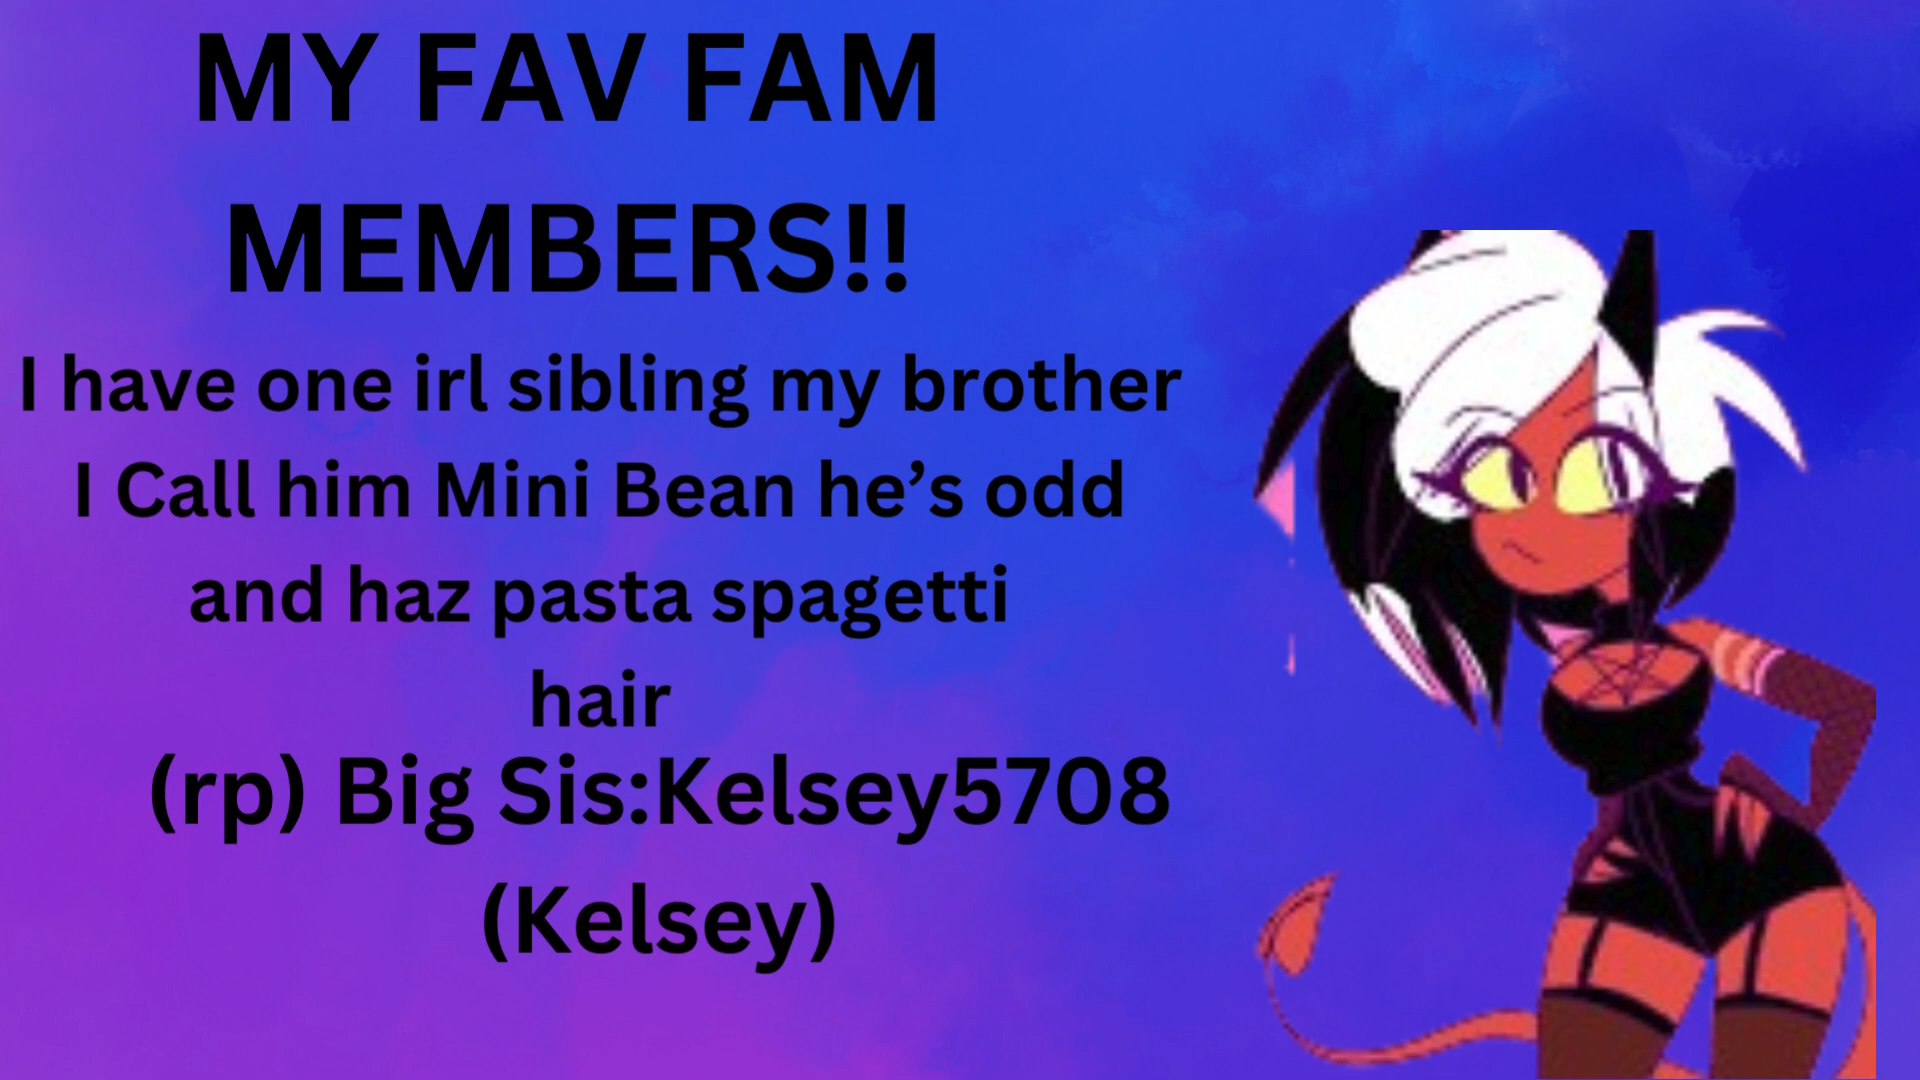 MY FAV FAM
MEMBERS!!
I have one irl sibling my brother
I Call him Mini Bean he’s odd
and haz pasta spagetti
hair
(rp) Big Sis:Kelsey5708
(Kelsey)